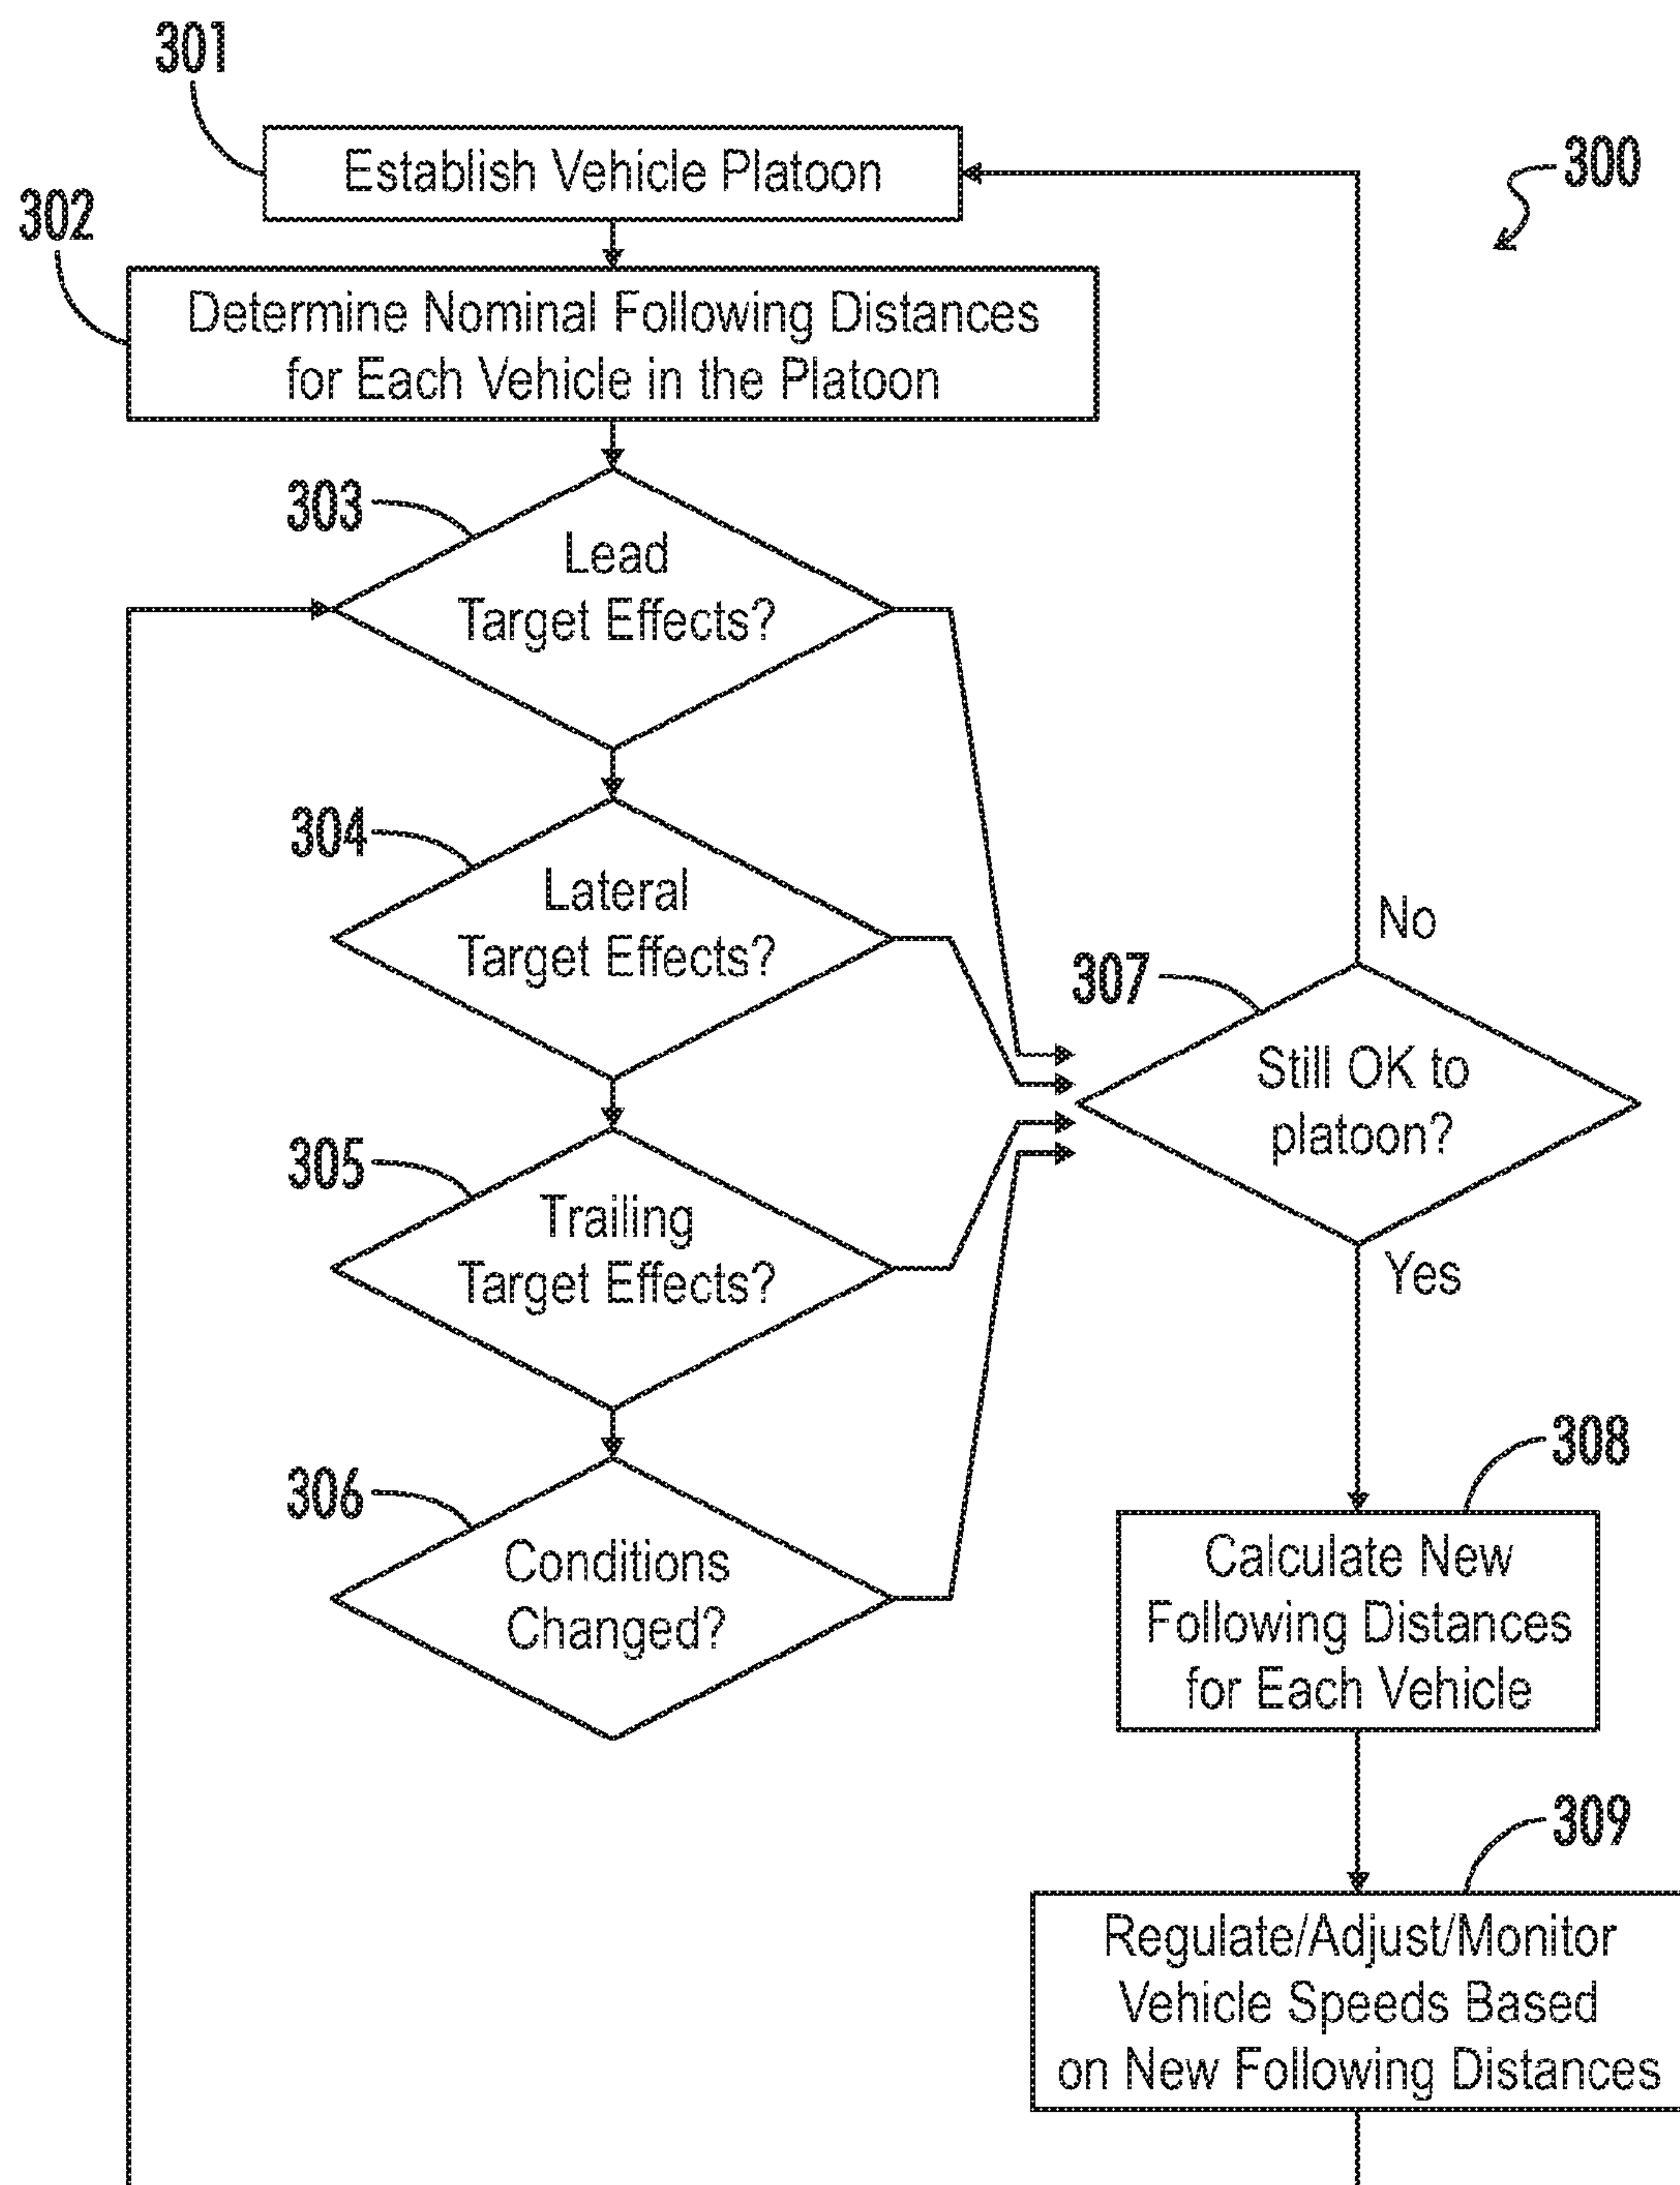 301
Establish Vehicle Platoon
300
302
Determine Nominal Following Distances
for Each Vehicle in the Platoon
303
Lead
Target Effects?
304
Lateral
Target Effects?
No
307
Still OK to
platoon?
Yes
305
Trailing
Target Effects?
306
Conditions
Changed?
308
Calculate New
Following Distances
for Each Vehicle
309
Regulate/Adjust/Monitor
Vehicle Speeds Based
on New Following Distances